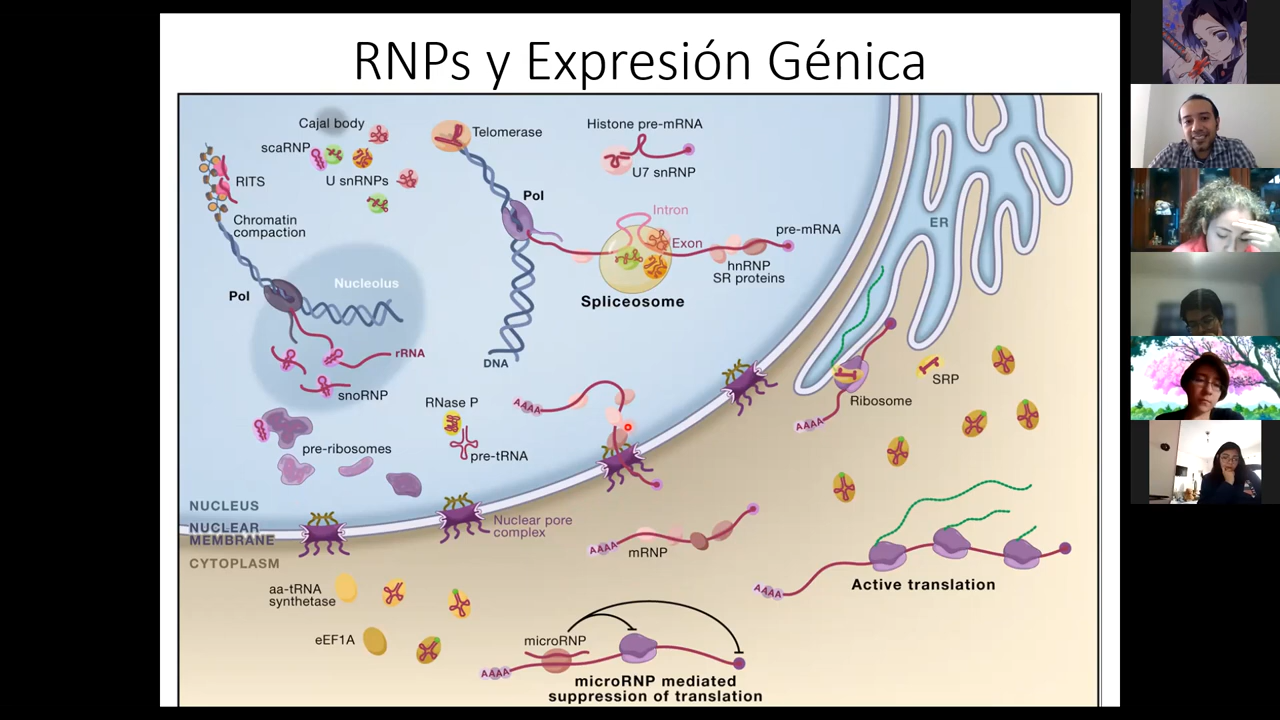 RNPs y Expresión Génica
Cajal body
scaRNP
U snRNPs
RITS
Chromatin
compaction
Telomerase
Histone pre-mRNA
U7 snRNP
Pol
Intron
Exon
pre-mRNA
hnRNP
SR proteins
Spliceosome
ER
Pol
Nucleolus
rRNA
snoRNP
DNA
RNase P
pre-tRNA
pre-ribosomes
AAAA
SRP
Ribosome
AAAA
NUCLEUS
NUCLEAR
MEMBRANE
CYTOPLASM
Nuclear pore
complex
AAAA
mRNP
aa-tRNA
synthetase
eEF1A
AAAA
Active translation
microRNP
AAAA
microRNP mediated
suppression of translation